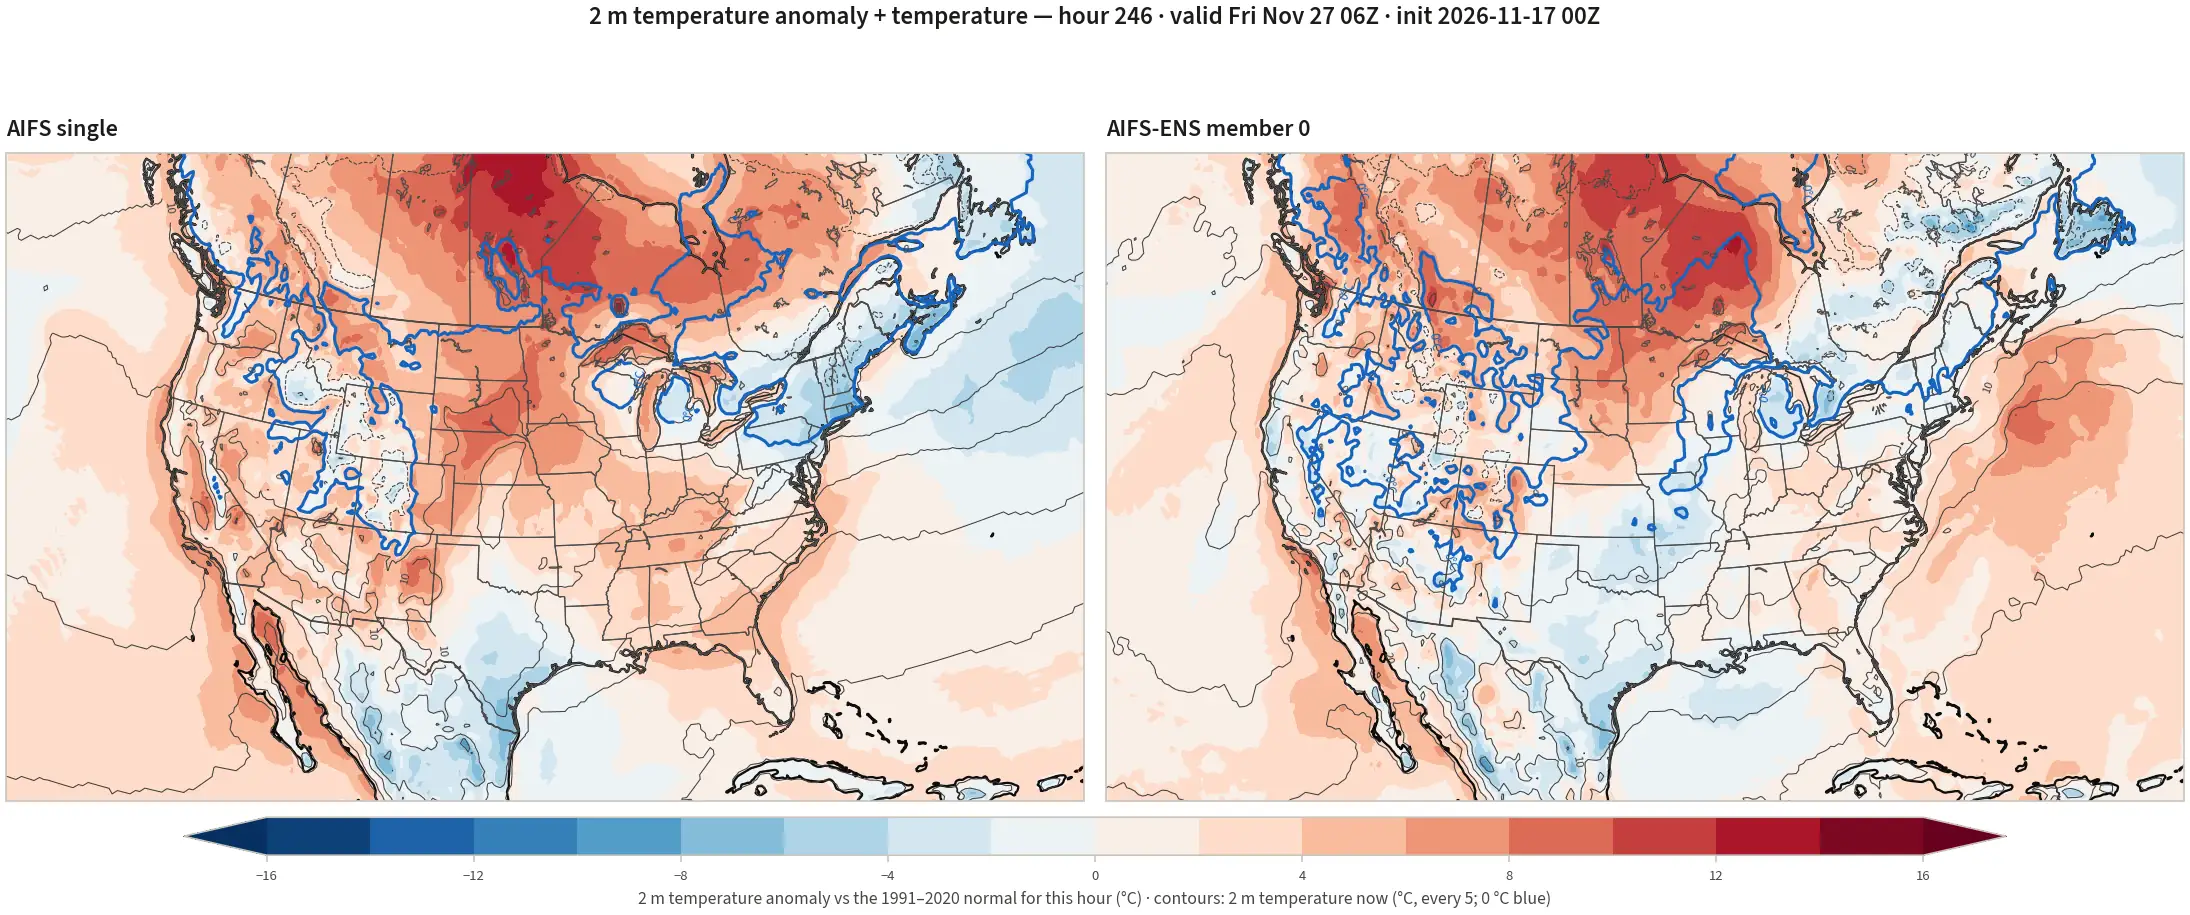 2 m temperature anomaly + temperature — hour 246 · valid Fri Nov 27 06Z · init 2026-11-17 00Z
AIFS single
AIFS-ENS member 0
−16 −12 −8 −4 0 4 8 12 16
2 m temperature anomaly vs the 1991–2020 normal for this hour (°C) · contours: 2 m temperature now (°C, every 5; 0 °C blue)